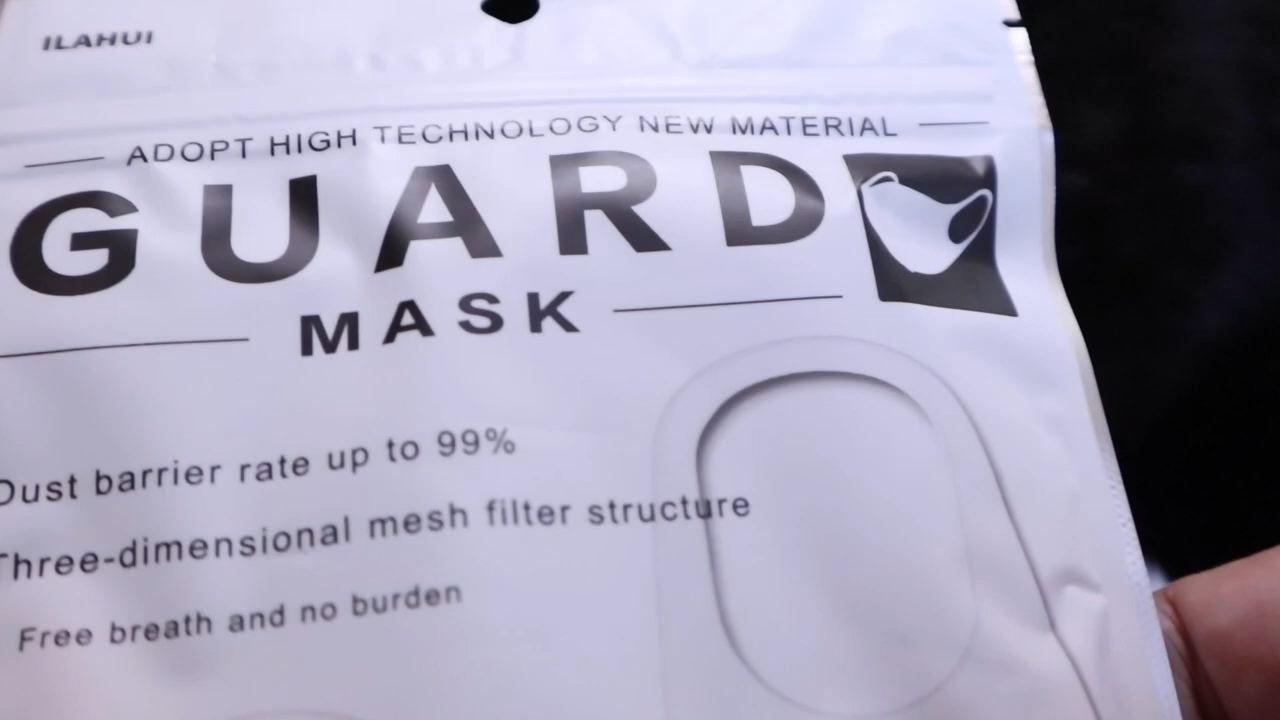 ILAHUI
ADOPT HIGH TECHNOLOGY NEW MATERIAL
GUARD
MASK
Dust barrier rate up to 99%
Three-dimensional mesh filter structure
Free breath and no burden